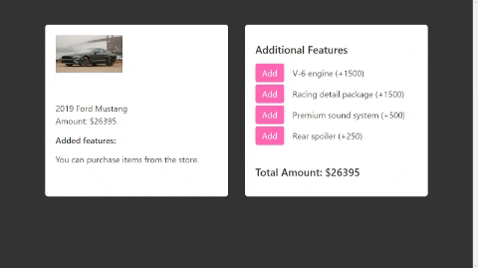 2019 Ford Mustang
Amount: $26395
Added features:
You can purchase items from the store.
Additional Features
Add V-6 engine (+1500)
Add Racing detail package (+1500)
Add Premium sound system (+500)
Add Rear spoiler (+250)
Total Amount: $26395